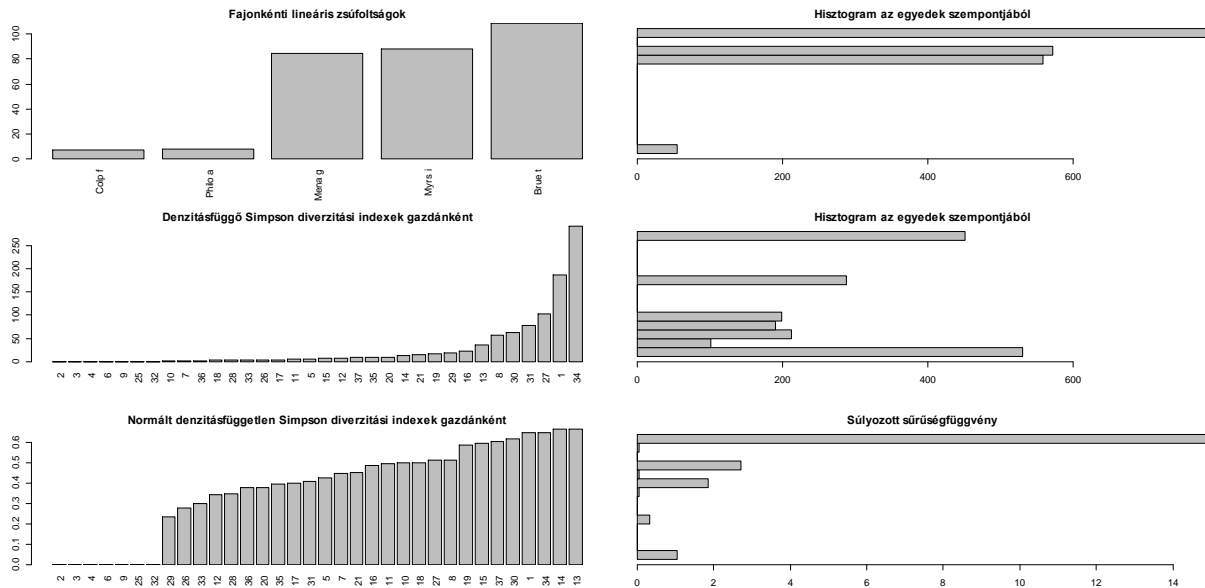 Fajonkénti lineáris zsúfoltságok
0 20 40 60 80 100
Colp f Philo a Mena g Myrs i Brue t
Hisztogram az egyedek szempontjából
0 200 400 600
Denzitásfüggő Simpson diverzitási indexek gazdánként
0 50 100 150 200 250
2 3 4 6 9 25 32 10 7 36 18 28 33 26 17 11 5 15 12 37 35 20 14 21 19 29 16 13 8 30 31 27 1 34
Hisztogram az egyedek szempontjából
0 200 400 600
Normált denzitásfüggetlen Simpson diverzitási indexek gazdánként
0.0 0.1 0.2 0.3 0.4 0.5 0.6
2 3 4 6 9 25 32 29 26 33 12 28 36 20 35 17 31 5 7 21 16 11 10 18 27 8 19 15 37 30 1 34 14 13
Súlyozott sűrűségfüggvény
0 2 4 6 8 10 12 14